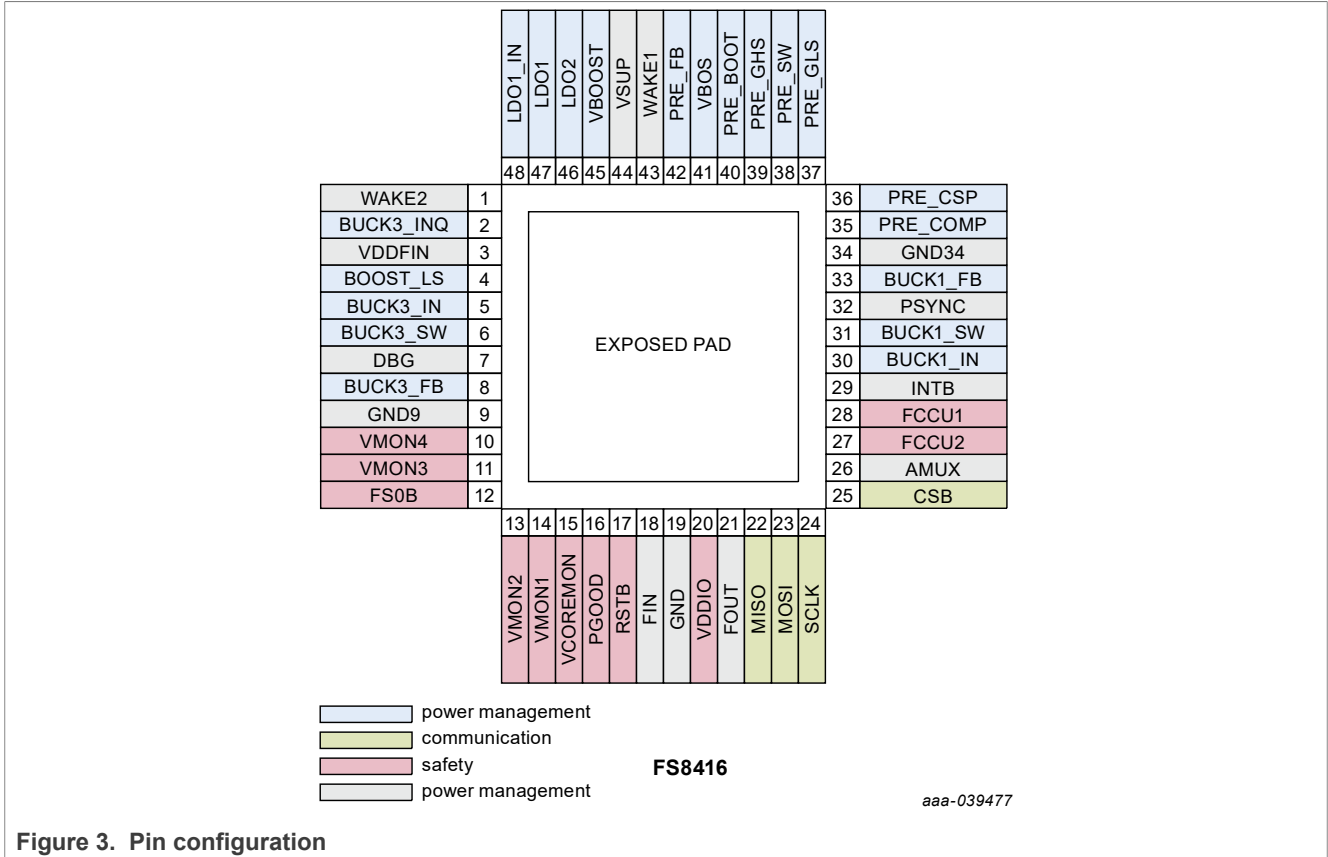 LDO1_IN
LDO1
LDO2
VBOOST
VSUP
WAKE1
PRE_FB
VBOS
PRE_BOOT
PRE_GHS
PRE_SW
PRE_GLS
48 47 46 45 44 43 42 41 40 39 38 37
WAKE2 1
BUCK3_INQ 2
VDDFIN 3
BOOST_LS 4
BUCK3_IN 5
BUCK3_SW 6
DBG 7
BUCK3_FB 8
GND9 9
VMON4 10
VMON3 11
FS0B 12
EXPOSED PAD
36 PRE_CSP
35 PRE_COMP
34 GND34
33 BUCK1_FB
32 PSYNC
31 BUCK1_SW
30 BUCK1_IN
29 INTB
28 FCCU1
27 FCCU2
26 AMUX
25 CSB
13 14 15 16 17 18 19 20 21 22 23 24
VMON2
VMON1
VCOREMON
PGOOD
RSTB
FIN
GND
VDDIO
FOUT
MISO
MOSI
SCLK
power management
communication
safety
power management
FS8416
aaa-039477
Figure 3. Pin configuration